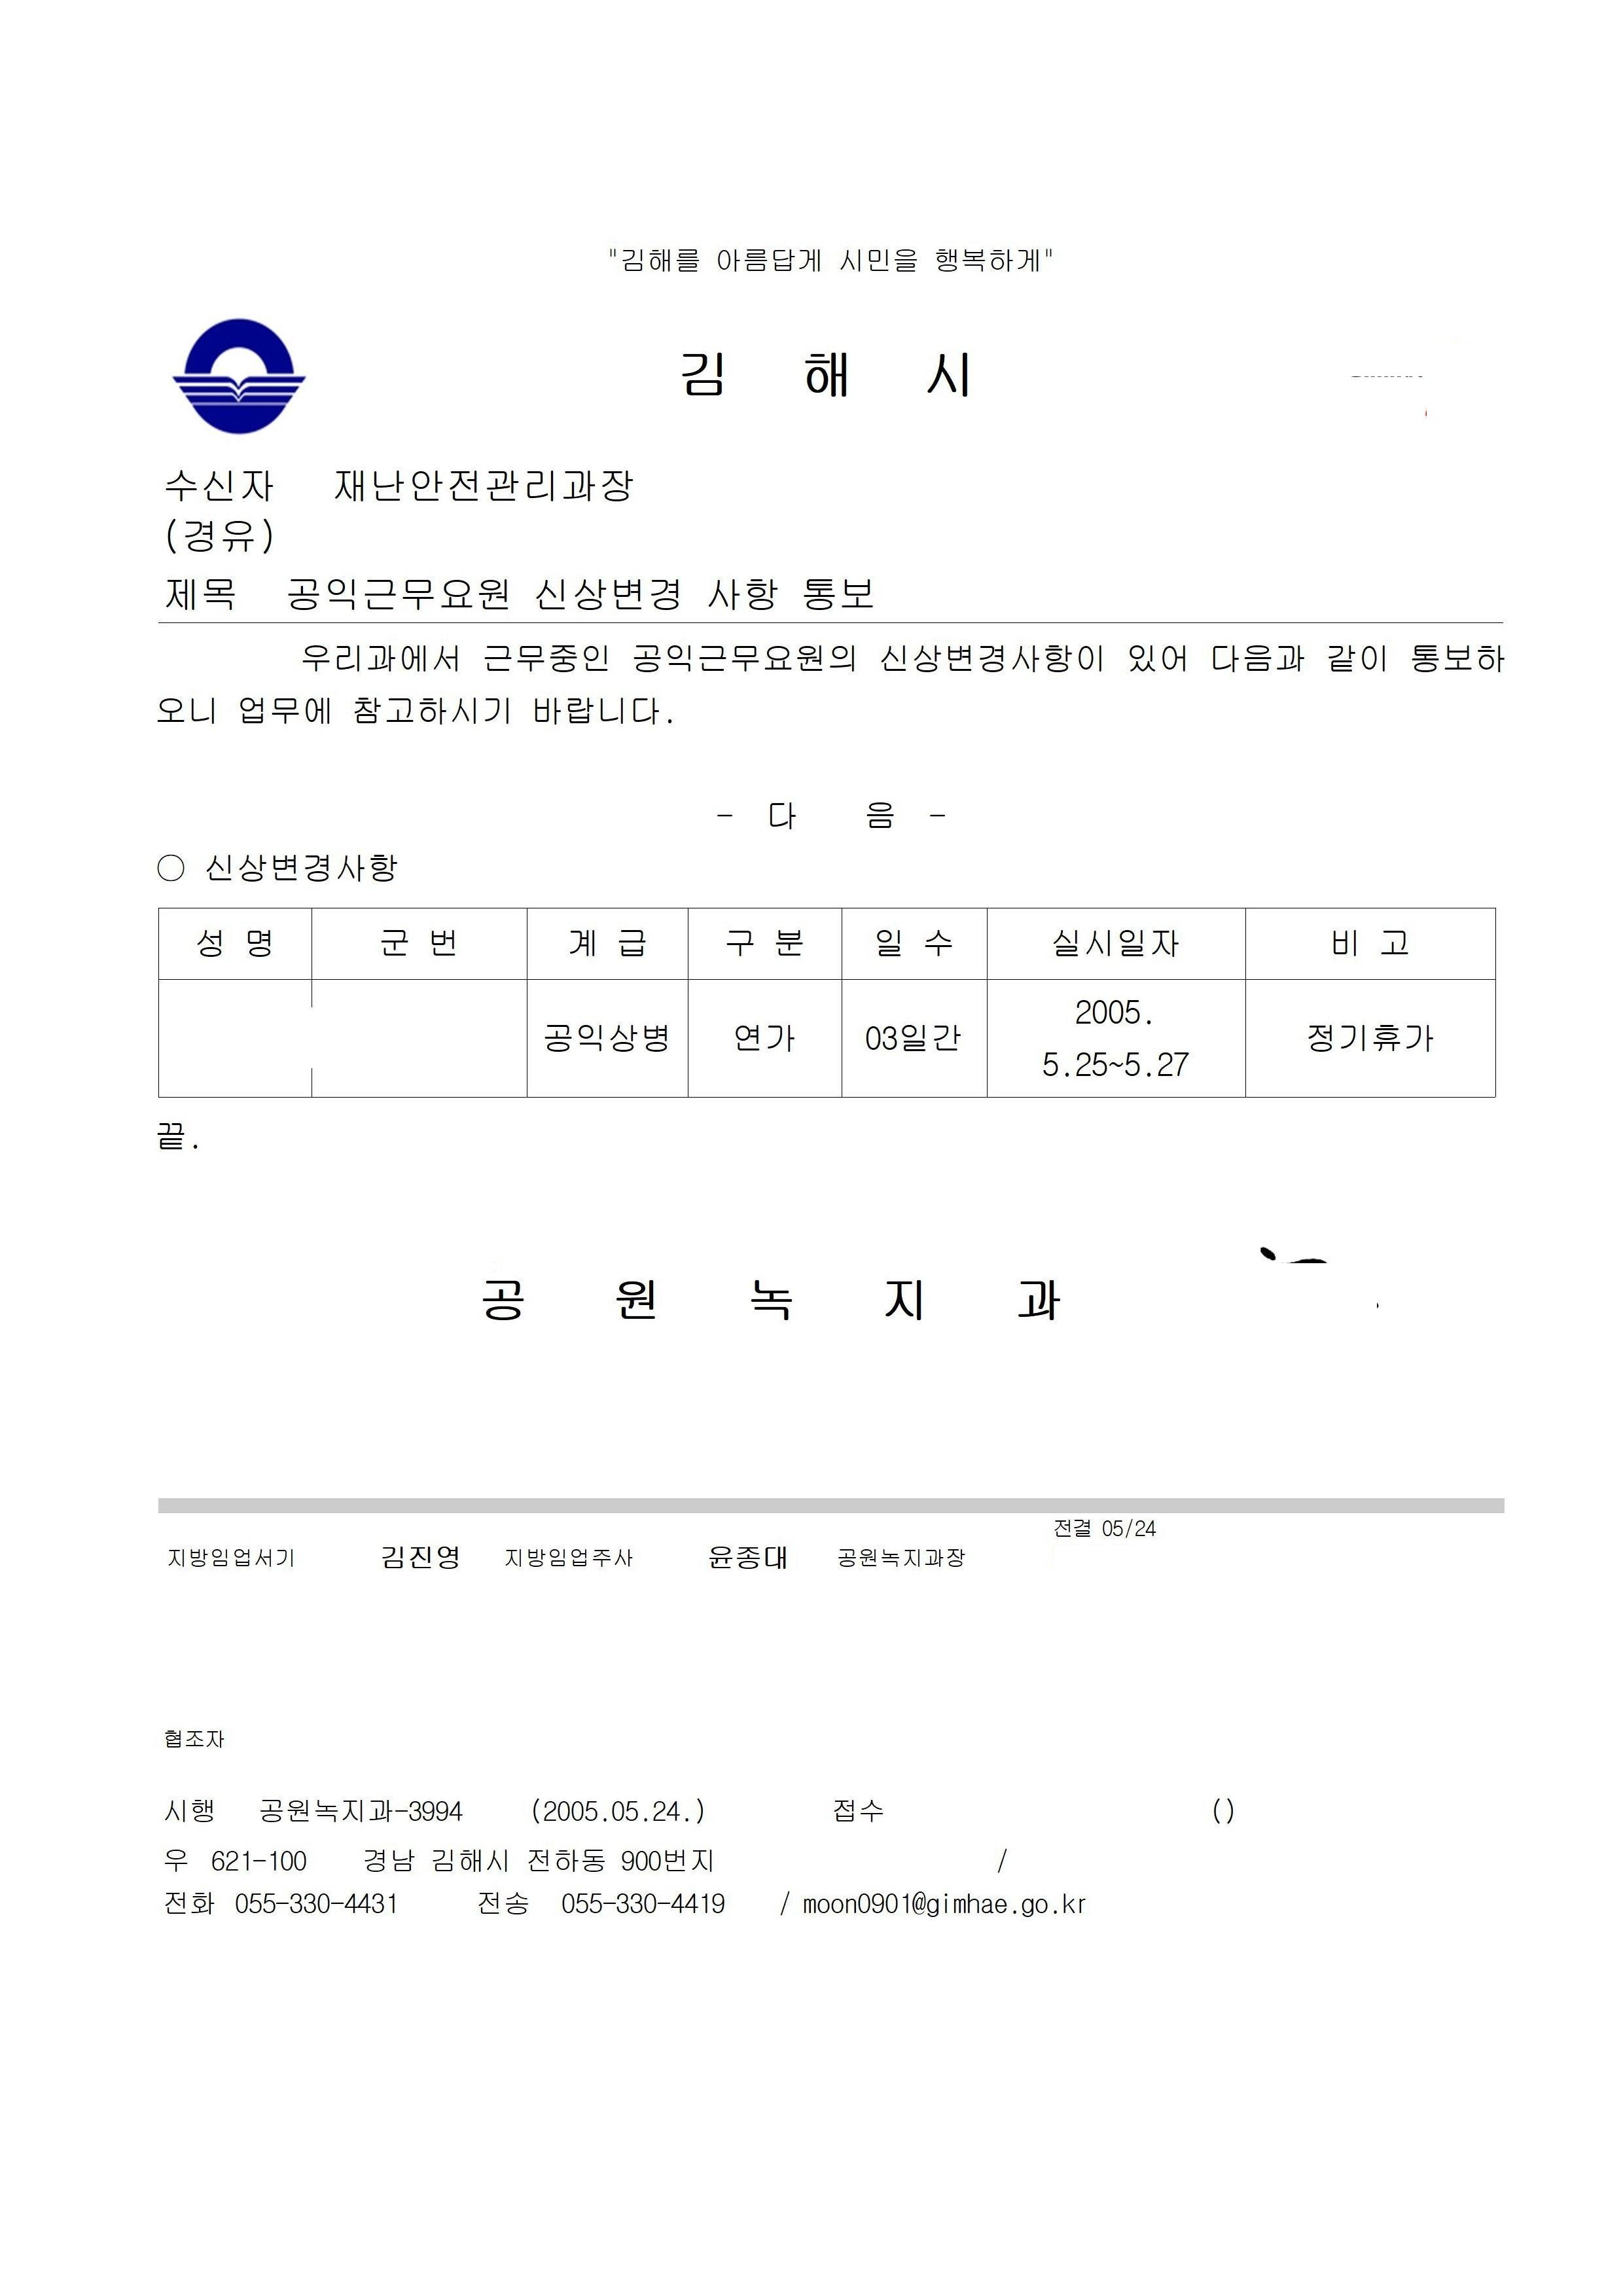 "김해를 아름답게 시민을 행복하게"
김 해 시
수신자 재난안전관리과장
(경유)
제목 공익근무요원 신상변경 사항 통보
우리과에서 근무중인 공익근무요원의 신상변경사항이 있어 다음과 같이 통보하
오니 업무에 참고하시기 바랍니다.
- 다 음 -
○ 신상변경사항
성 명 군 번 계 급 구 분 일 수 실시일자 비 고
공익상병 연가 03일간 2005. 정기휴가
5.25~5.27
끝.
공 원 녹 지 과
전결 05/24
지방임업서기 김진영 지방임업주사 윤종대 공원녹지과장
협조자
시행 공원녹지과-3994 (2005.05.24.) 접수 ()
우 621-100 경남 김해시 전하동 900번지 /
전화 055-330-4431 전송 055-330-4419 / moon0901@gimhae.go.kr